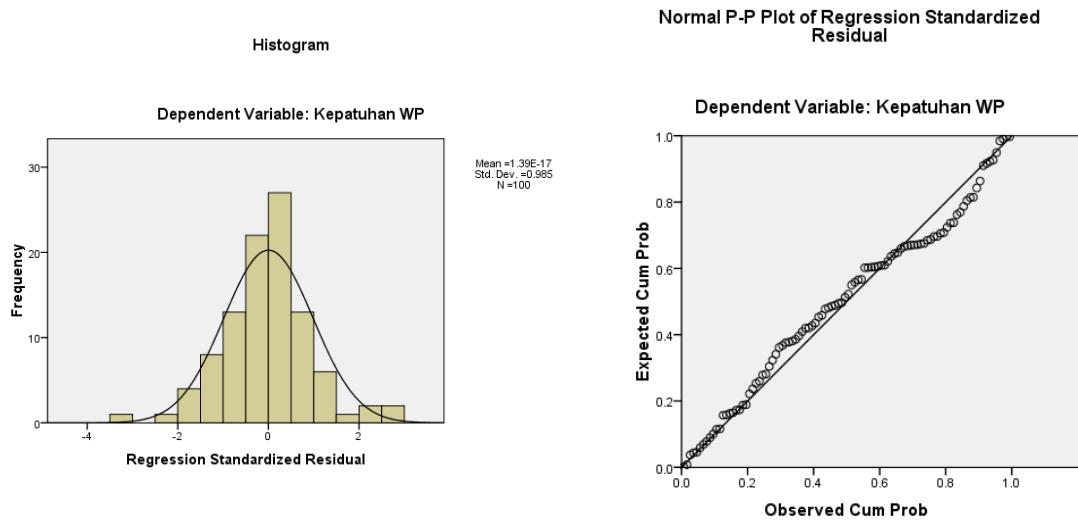 Histogram
Dependent Variable: Kepatuhan WP
Mean =1.39E-17
Std. Dev. =0.985
N =100
Frequency
30
20
10
0
-4
-2
0
2
Regression Standardized Residual
Normal P-P Plot of Regression Standardized
Residual
Dependent Variable: Kepatuhan WP
Expected Cum Prob
1.0
0.8
0.6
0.4
0.2
0.0
0.0
0.2
0.4
0.6
0.8
1.0
Observed Cum Prob